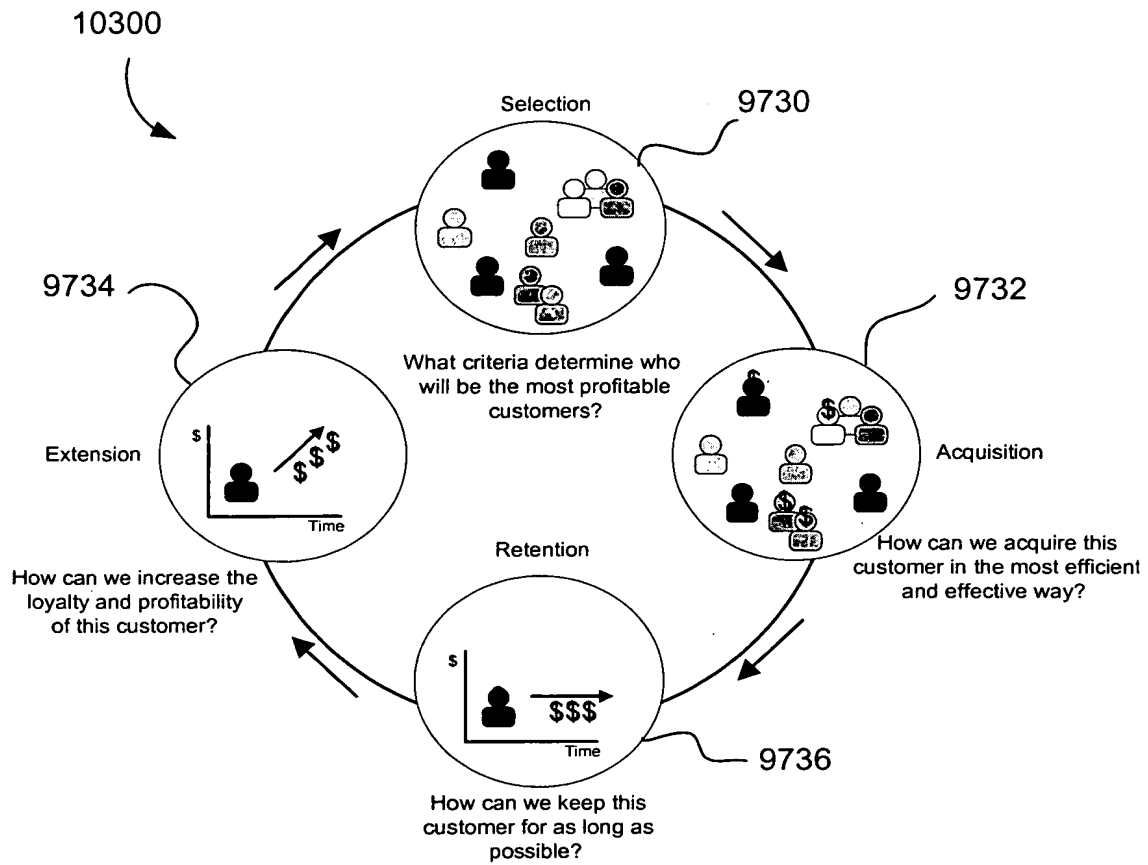 10300
Selection
9730
What criteria determine who
will be the most profitable
customers?
9732
$
$
$
$
Acquisition
How can we acquire this
customer in the most efficient
and effective way?
9734
Extension
$
$$$
Time
How can we increase the
loyalty and profitability
of this customer?
Retention
$
$$$
Time
9736
How can we keep this
customer for as long as
possible?